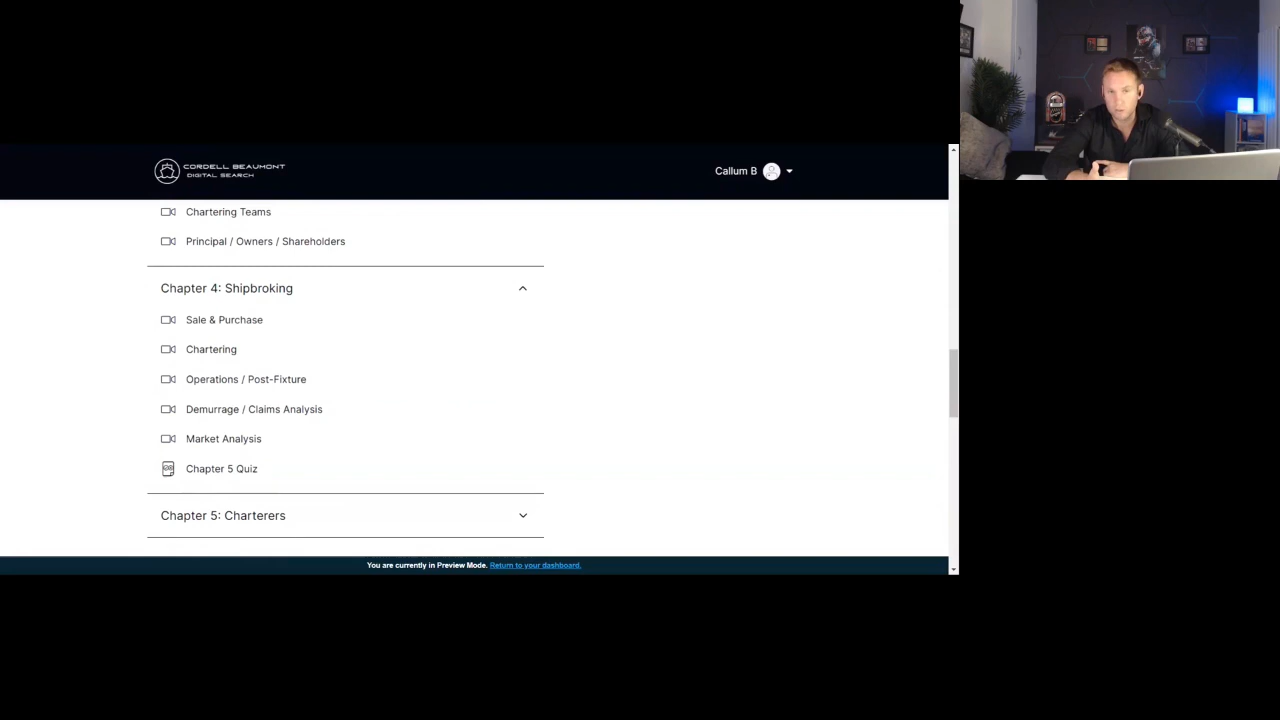 CORDELL BEAUMONT
DIGITAL SEARCH
Callum B
Chartering Teams
Principal / Owners / Shareholders
Chapter 4: Shipbroking
Sale & Purchase
Chartering
Operations / Post-Fixture
Demurrage / Claims Analysis
Market Analysis
Chapter 5 Quiz
Chapter 5: Charterers
You are currently in Preview Mode. Return to your dashboard.